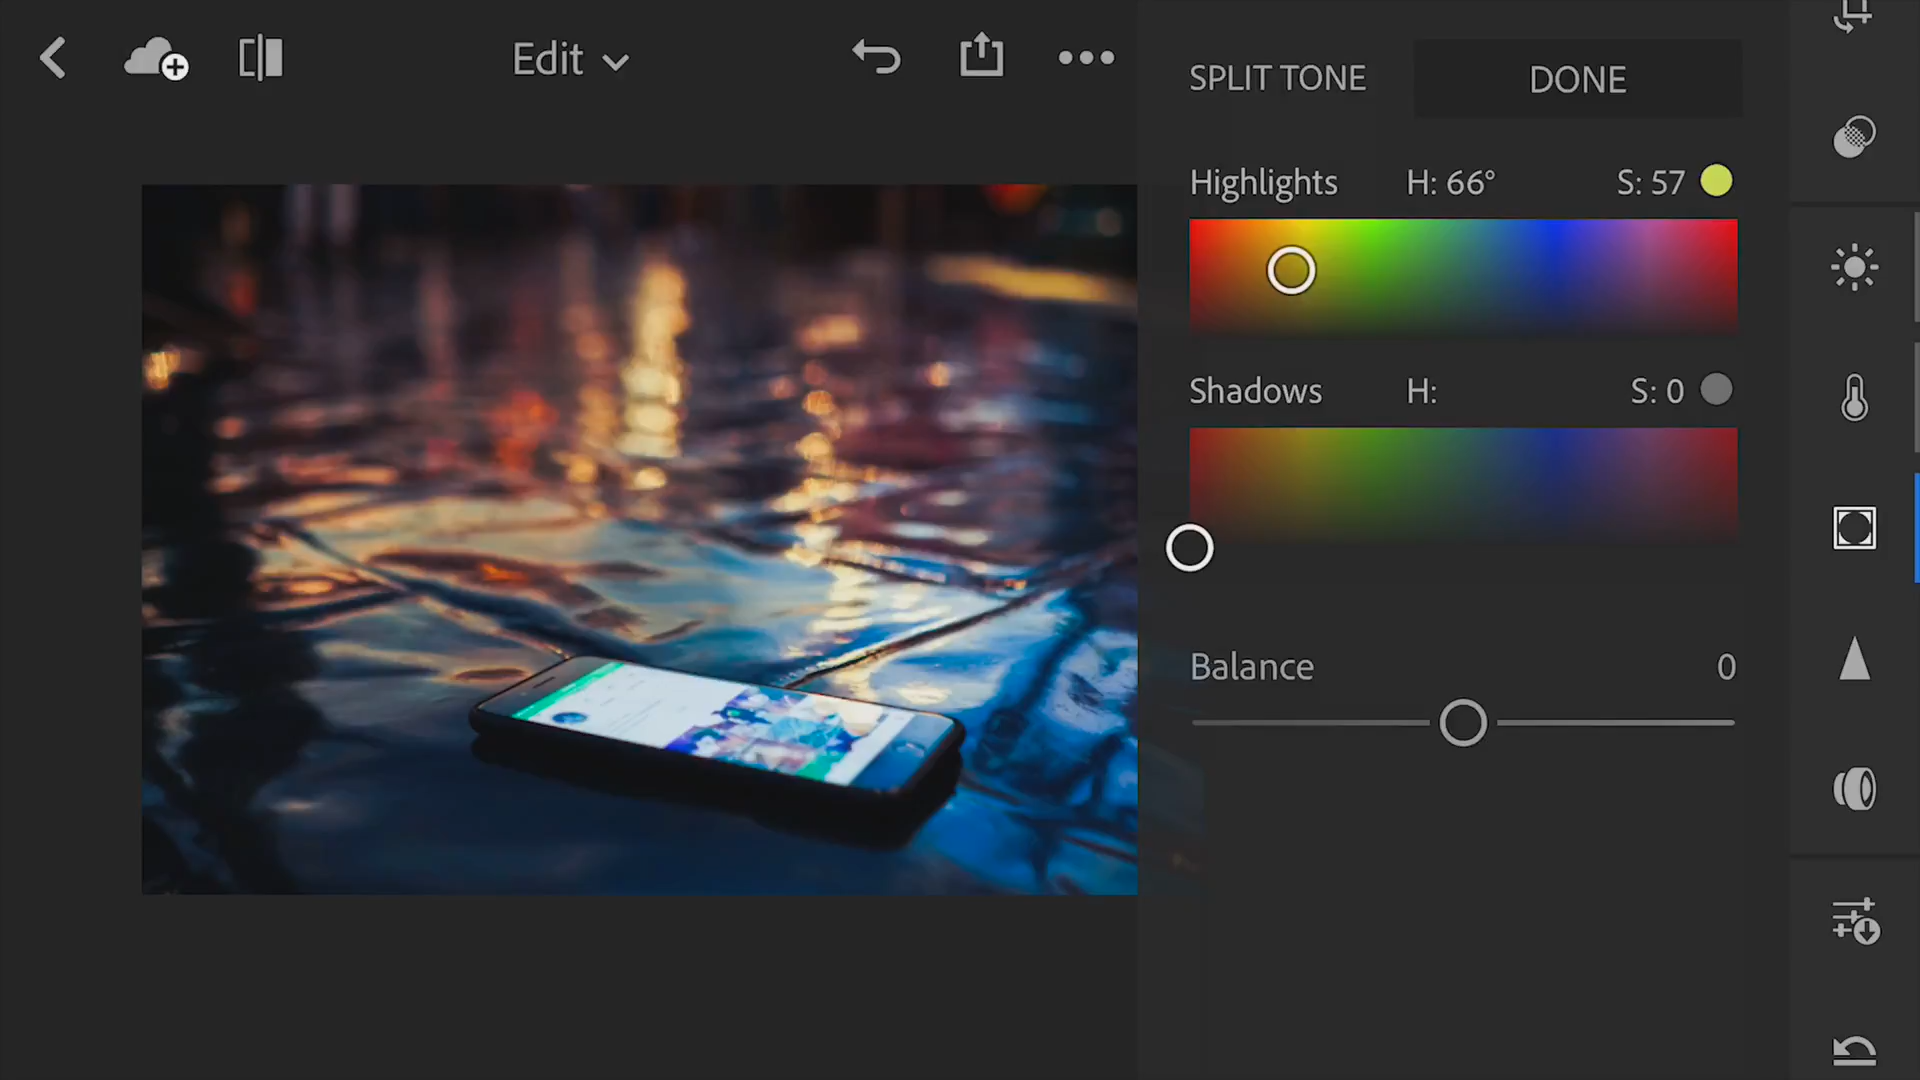 Edit
SPLIT TONE
DONE
Highlights H: 66° S: 57
Shadows H: S: 0
Balance 0